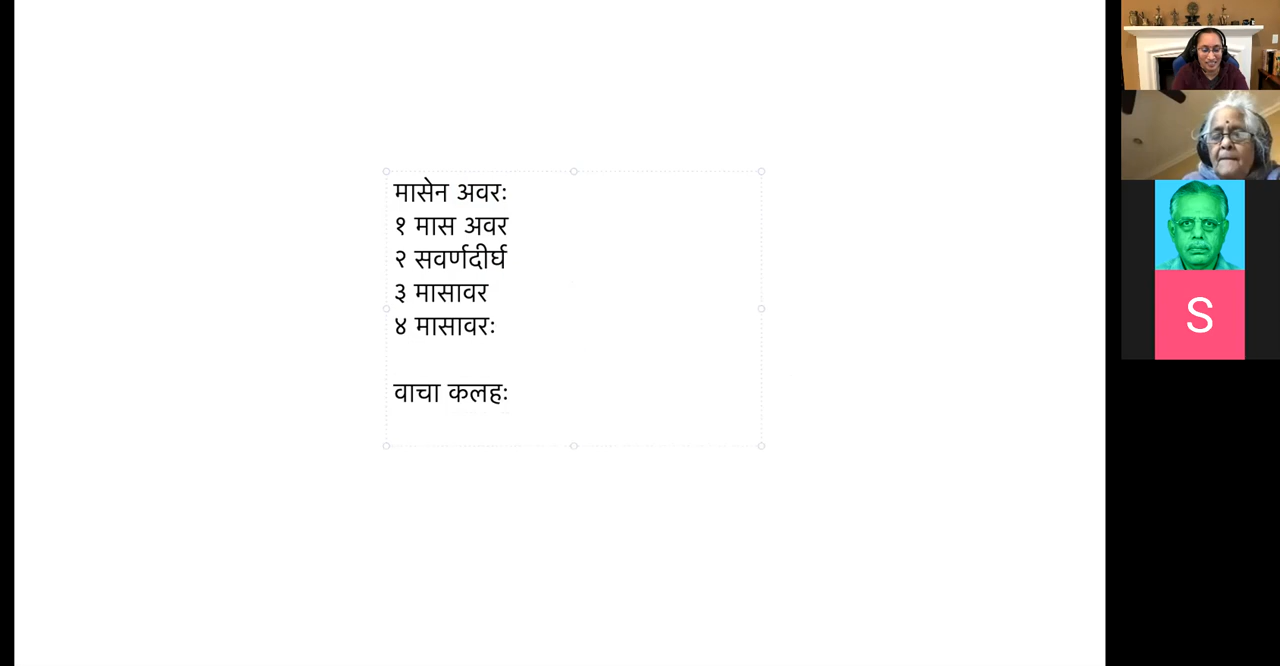 मासेन अवरः
१ मास अवर
२ सवर्णदीर्घ
३ मासावर
४ मासावरः
वाचा कलहः
S